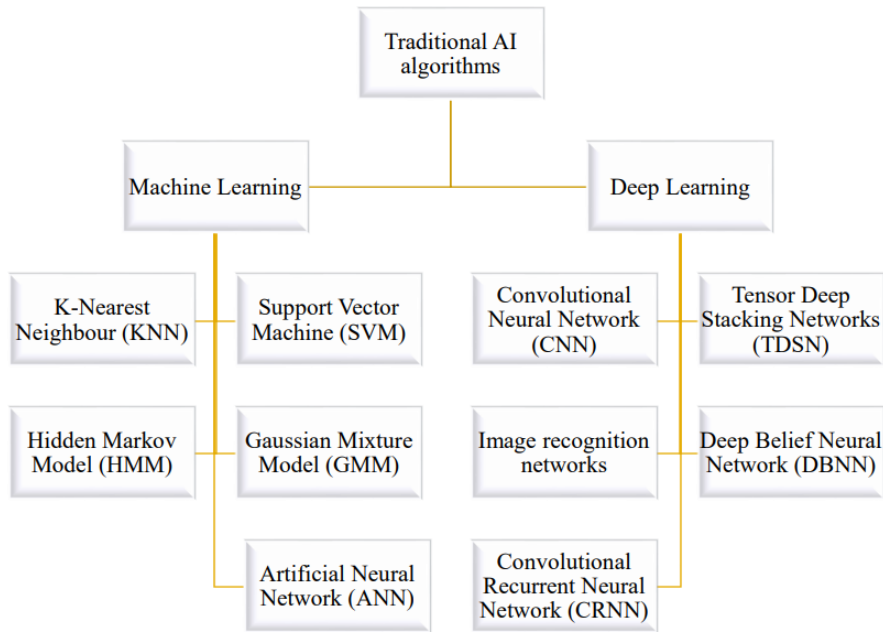 Traditional AI
algorithms
Machine Learning
Deep Learning
K-Nearest
Neighbour (KNN)
Support Vector
Machine (SVM)
Convolutional
Neural Network
(CNN)
Tensor Deep
Stacking Networks
(TDSN)
Hidden Markov
Model (HMM)
Gaussian Mixture
Model (GMM)
Image recognition
networks
Deep Belief Neural
Network (DBNN)
Artificial Neural
Network (ANN)
Convolutional
Recurrent Neural
Network (CRNN)